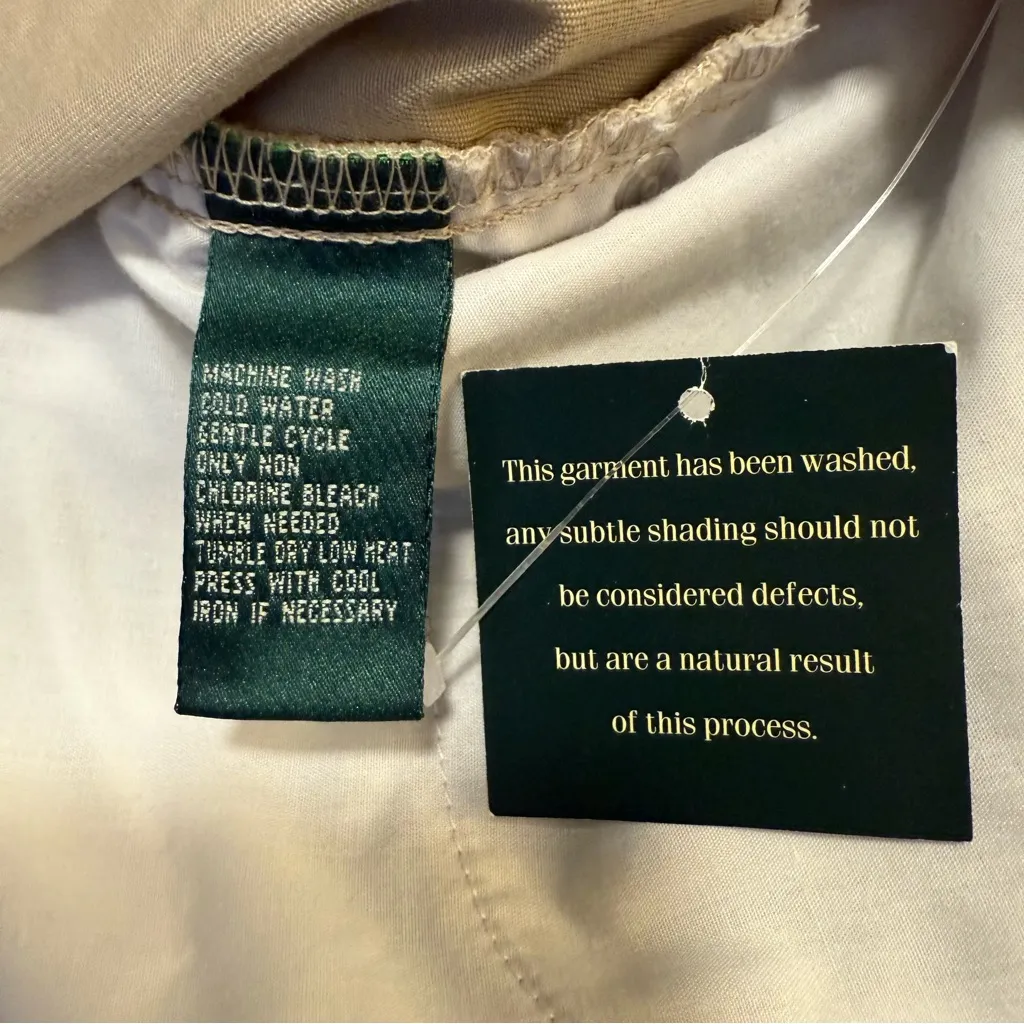 MACHINE WASH
COLD WATER
GENTLE CYCLE
ONLY NON
CHLORINE BLEACH
WHEN NEEDED
TUMBLE DRY LOW HEAT
PRESS WITH COOL
IRON IF NECESSARY
This garment has been washed,
any subtle shading should not
be considered defects,
but are a natural result
of this process.